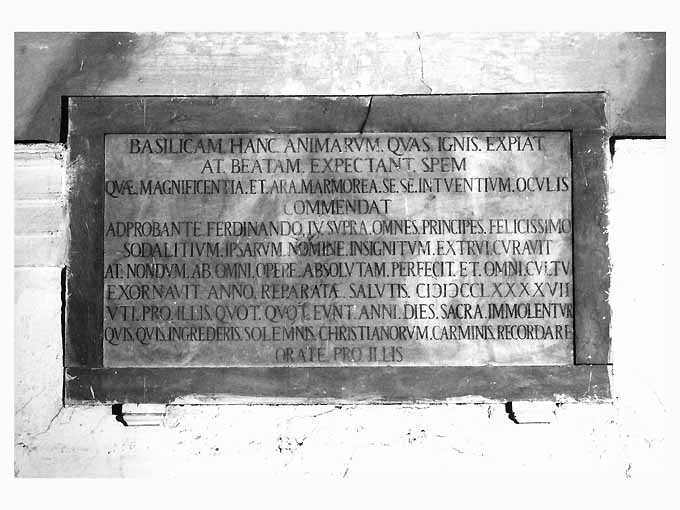 BASILICAM. HANC. ANIMARVM. QVAS. IGNIS. EXPIAT
AT. BEATAM. EXPECTANT. SPEM
QVÆ. MAGNIFICENTIA. ET. ARA. MARMOREA. SE. SE. INTVENTIVM. OCVLIS
COMMENDAT
ADPROBANTE. FERDINANDO. IV. SVPRA. OMNES. PRINCIPES. FELICISSIMO
SODALITIVM. IPSARVM. NOMINE. INSIGNITVM. EXTRVI. CVRAVIT
AT. NONDVM. AB. OMNI. OPERE. ABSOLVTAM. PERFECIT. ET. OMNI. CVLTV
EXORNAVIT. ANNO. REPARATÆ. SALVTIS. CIƆIƆCCLXXXXVII
VTI. PRO. ILLIS. QVOT. QVOT. EVNT. ANNI. DIES. SACRA. IMMOLENTVR
QVIS. QVIS. INGREDERIS. SOLEMNIS. CHRISTIANORVM. CARMINIS. RECORDARE
ORATE. PRO. ILLIS